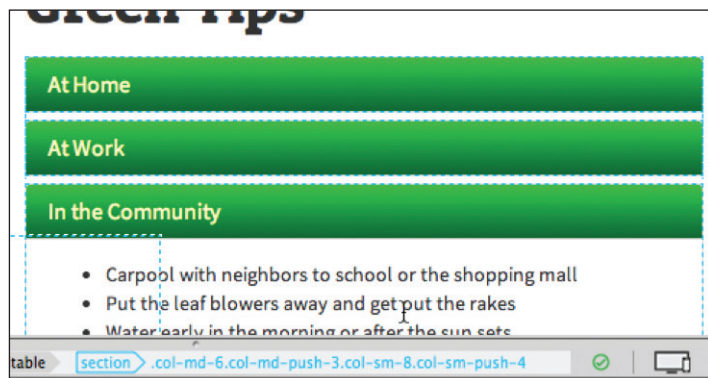 Green Tips
At Home
At Work
In the Community
• Carpool with neighbors to school or the shopping mall
• Put the leaf blowers away and get out the rakes
• Water early in the morning or after the sun sets
table section .col-md-6.col-md-push-3.col-sm-8.col-sm-push-4